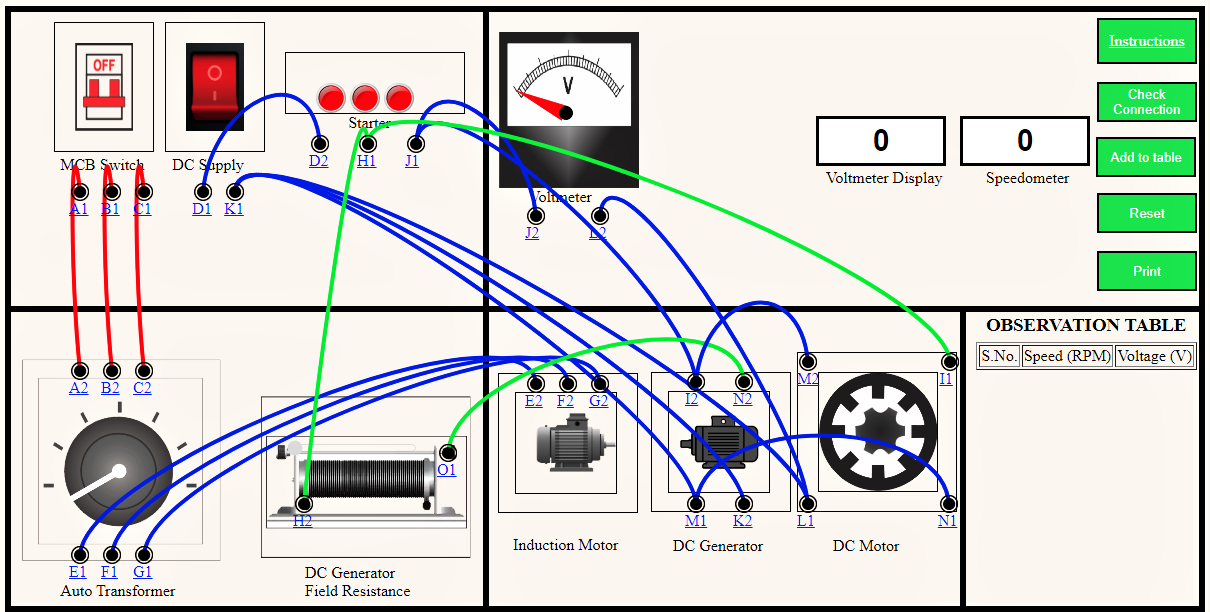 OFF
MCB Switch
DC Supply
Starter
A1
B1
C1
D1
K1
D2
H1
J1
V
Voltmeter
J2
L2
0
Voltmeter Display
0
Speedometer
Instructions
Check
Connection
Add to table
Reset
Print
A2
B2
C2
E1
F1
G1
Auto Transformer
O1
H2
DC Generator
Field Resistance
E2
F2
G2
Induction Motor
I2
N2
M1
K2
DC Generator
M2
I1
L1
N1
DC Motor
OBSERVATION TABLE
S.No. Speed (RPM) Voltage (V)